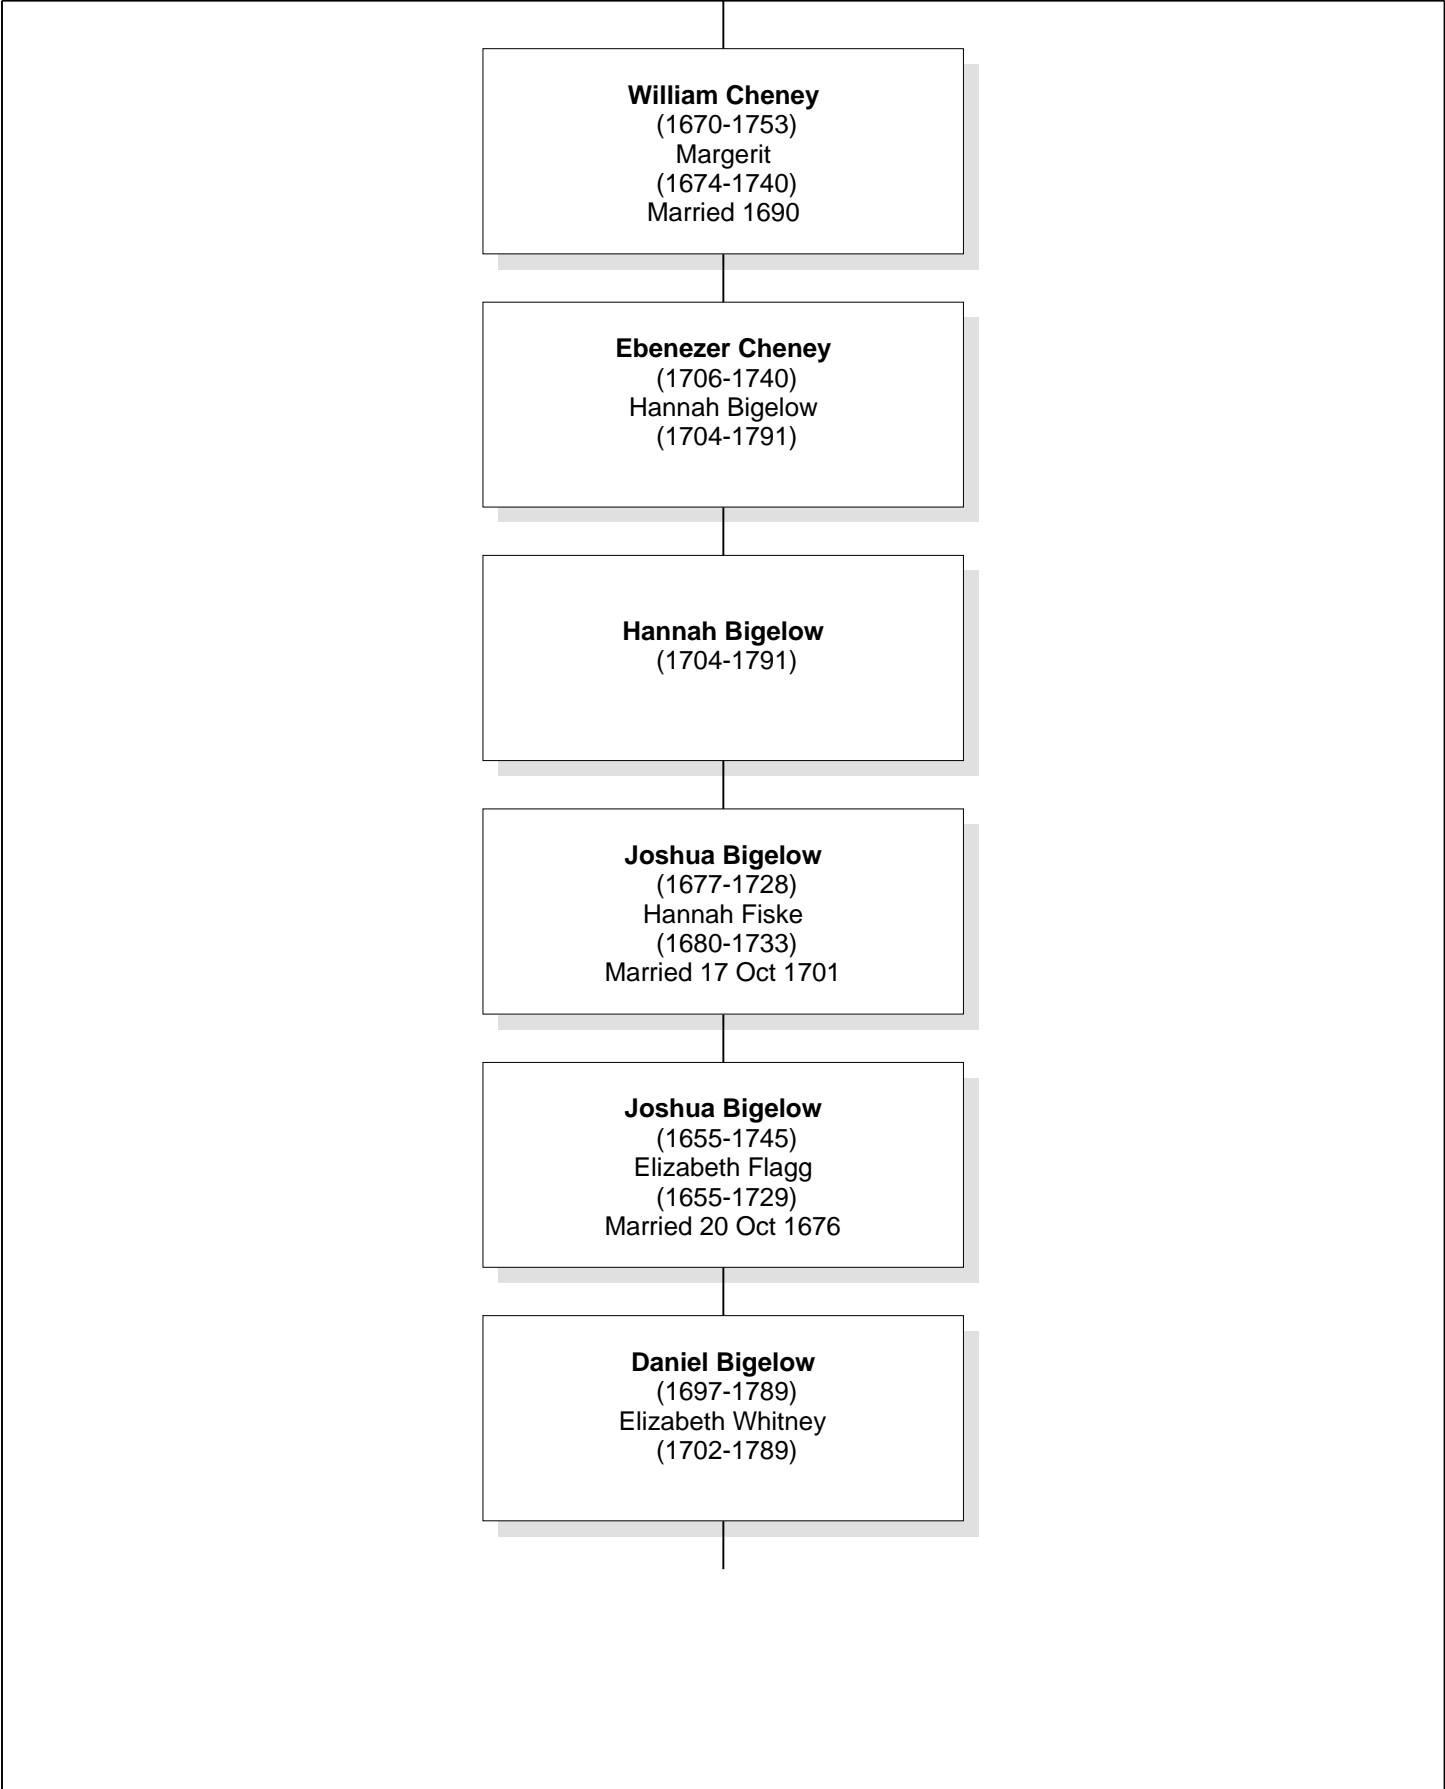 William Cheney
(1670-1753)
Margerit
(1674-1740)
Married 1690
Ebenezer Cheney
(1706-1740)
Hannah Bigelow
(1704-1791)
Hannah Bigelow
(1704-1791)
Joshua Bigelow
(1677-1728)
Hannah Fiske
(1680-1733)
Married 17 Oct 1701
Joshua Bigelow
(1655-1745)
Elizabeth Flagg
(1655-1729)
Married 20 Oct 1676
Daniel Bigelow
(1697-1789)
Elizabeth Whitney
(1702-1789)